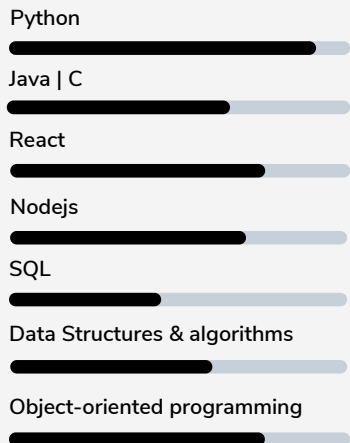 Python
Java | C
React
Nodejs
SQL
Data Structures & algorithms
Object-oriented programming